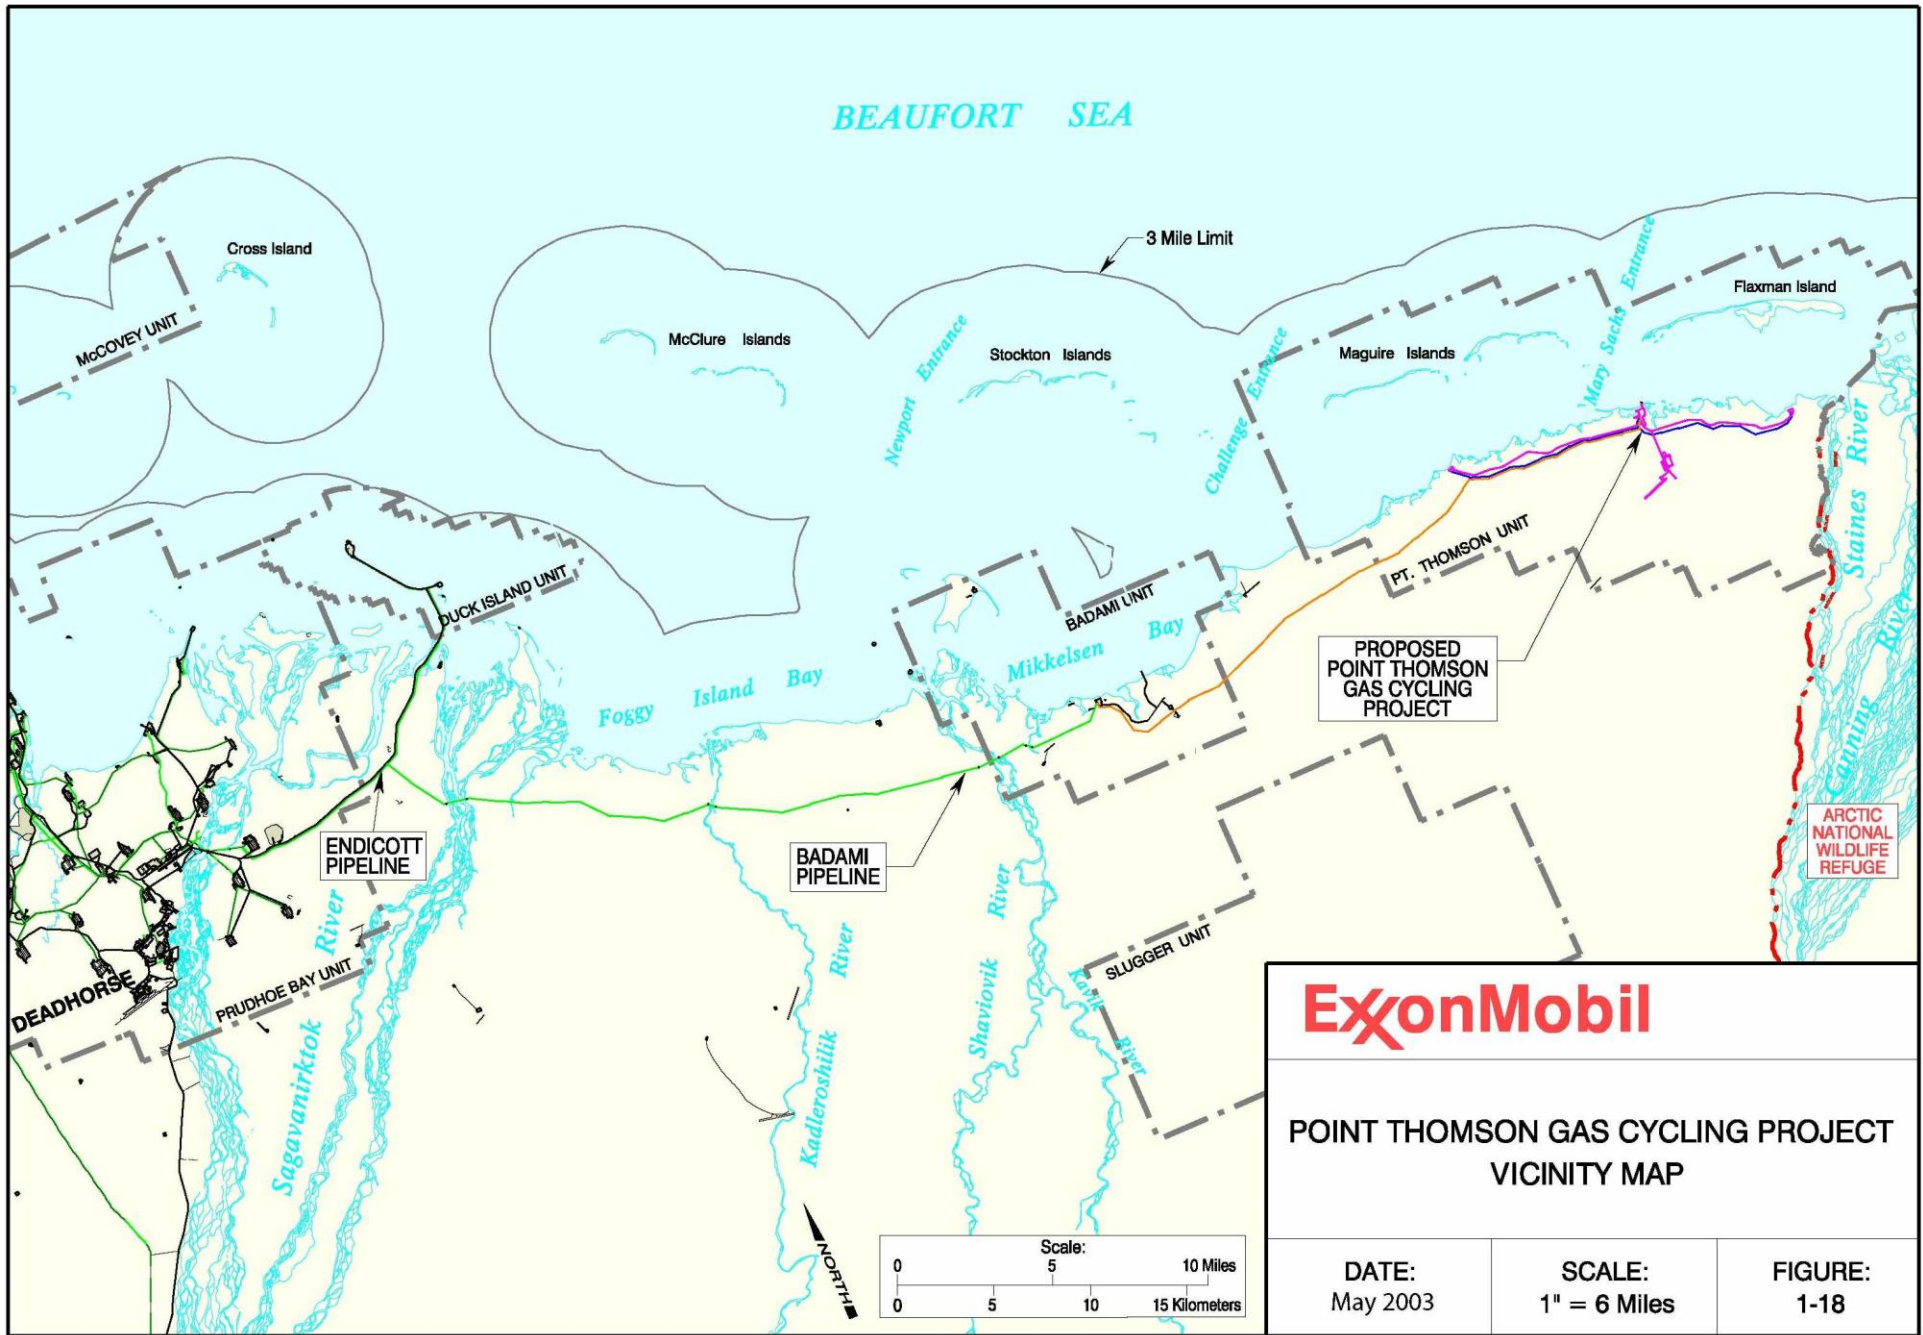 BEAUFORT SEA
3 Mile Limit
Cross Island
Flaxman Island
McCOVEY UNIT
McClure Islands
Newport Entrance
Stockton Islands
Challenge Entrance
Maguire Islands
Mary Sachs Entrance
Staines River
DUCK ISLAND UNIT
PT. THOMSON UNIT
BADAMI UNIT
Mikkelsen Bay
Foggy Island Bay
PROPOSED
POINT THOMSON
GAS CYCLING
PROJECT
Canning River
ENDICOTT
PIPELINE
BADAMI
PIPELINE
ARCTIC
NATIONAL
WILDLIFE
REFUGE
DEADHORSE
PRUDHOE BAY UNIT
Sagavanirktok River
Kadleroshilik River
Shaviovik River
Kavik River
SLUGGER UNIT
NORTH
Scale:
0 5 10 Miles
0 5 10 15 Kilometers
ExxonMobil
POINT THOMSON GAS CYCLING PROJECT
VICINITY MAP
DATE:
May 2003
SCALE:
1" = 6 Miles
FIGURE:
1-18